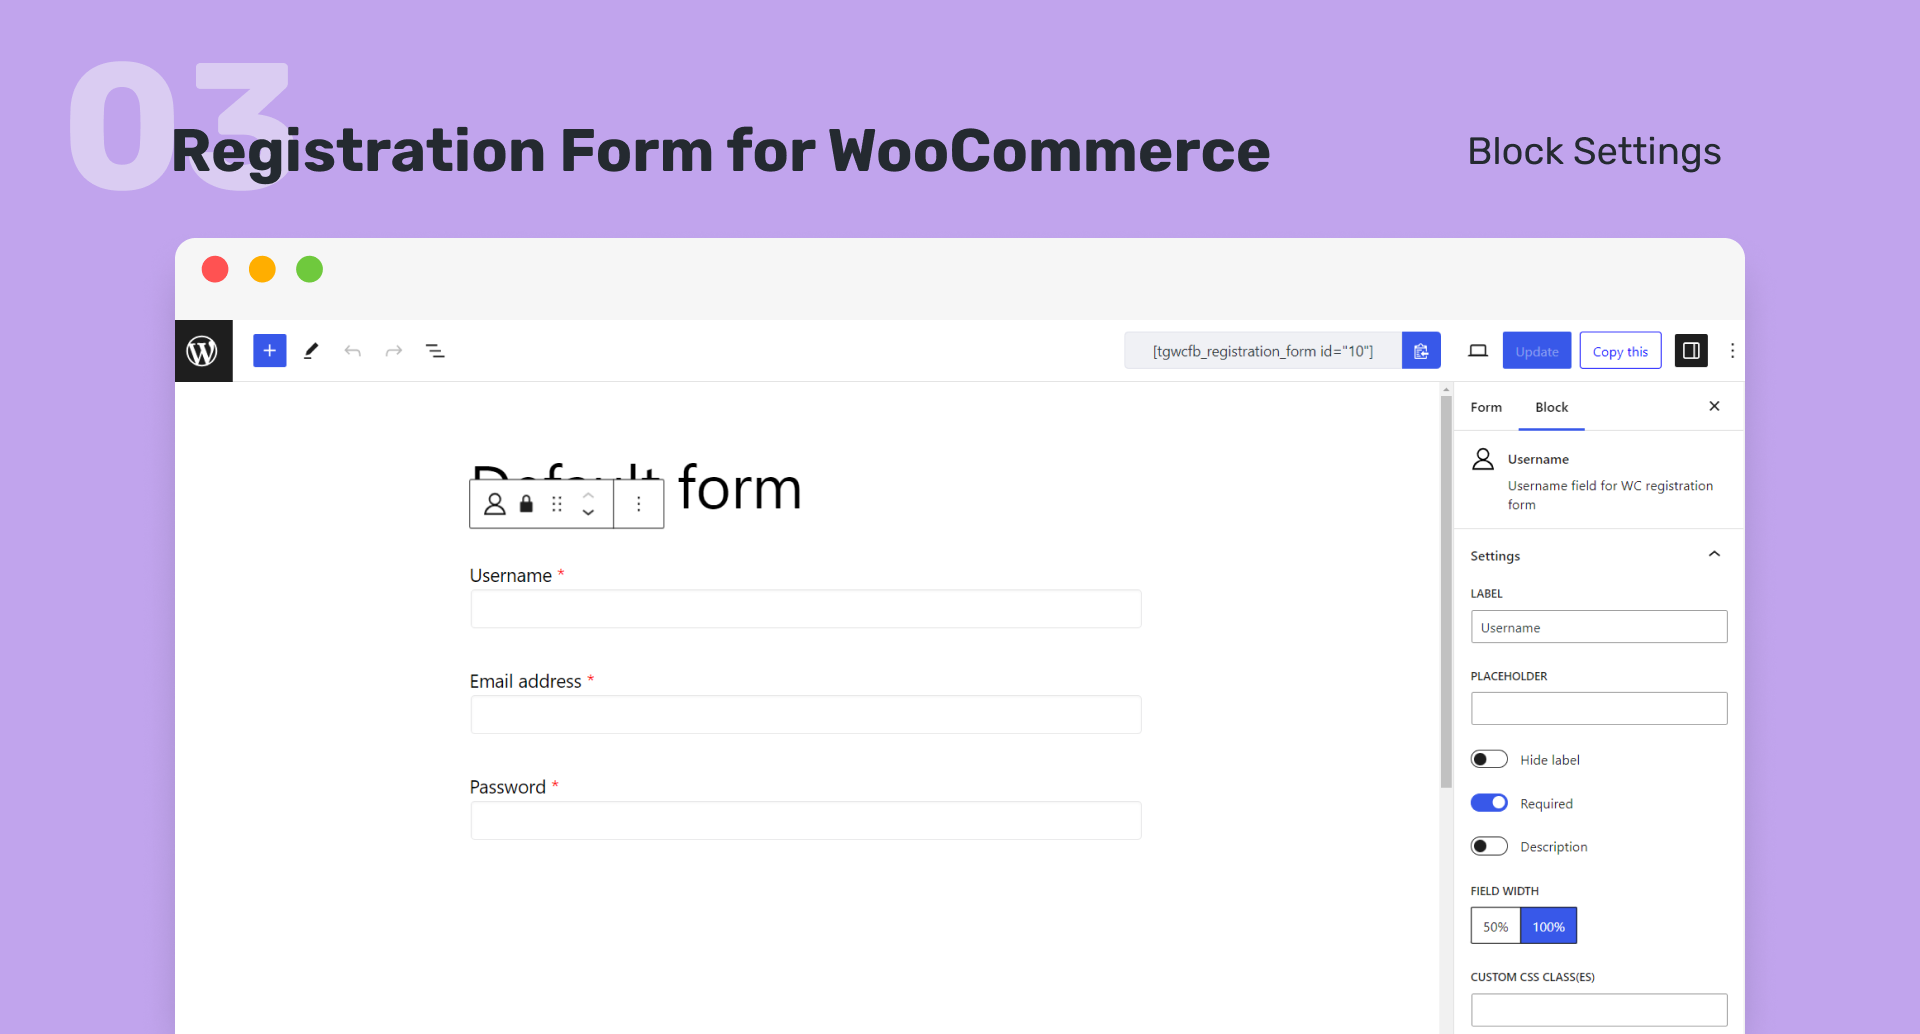 03
Registration Form for WooCommerce
Block Settings
[tgwcfb_registration_form id="10"]
Update
Copy this
Form
Block
Default form
Username
Username field for WC registration
form
Settings
Username *
LABEL
Username
Email address *
PLACEHOLDER
Password *
Hide label
Required
Description
FIELD WIDTH
50%
100%
CUSTOM CSS CLASS(ES)